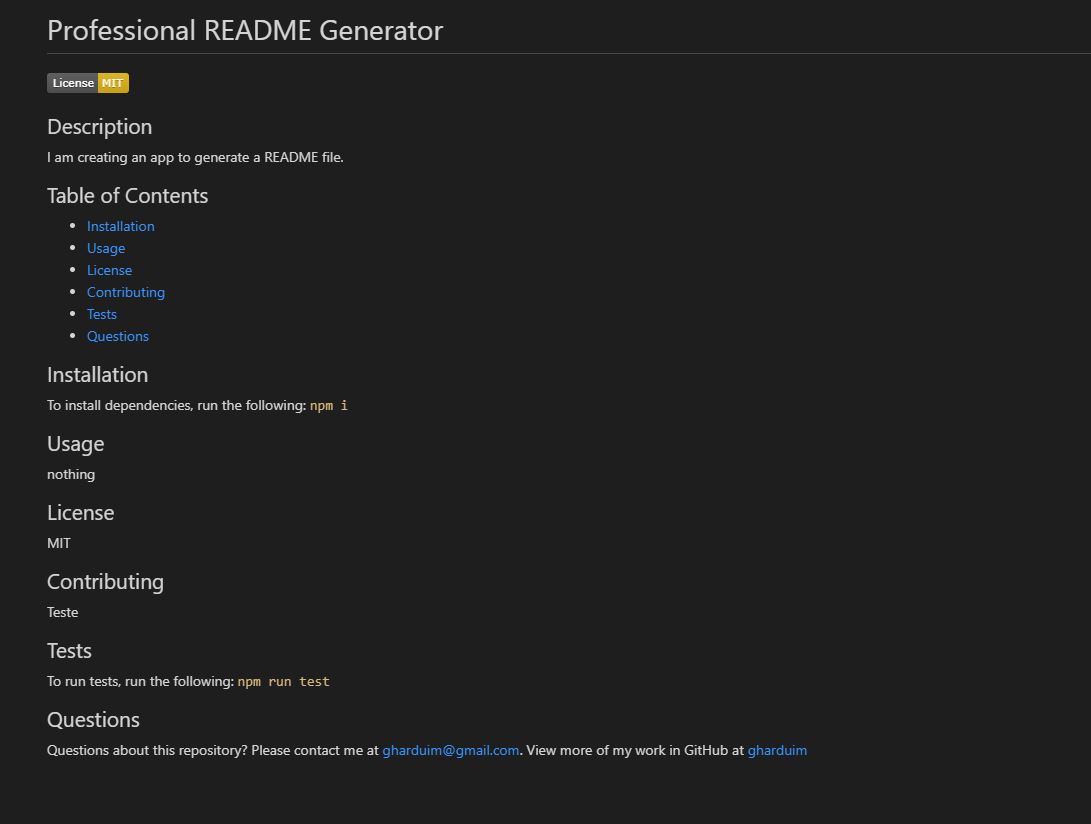 Professional README Generator
License MIT
Description
I am creating an app to generate a README file.
Table of Contents
Installation
Usage
License
Contributing
Tests
Questions
Installation
To install dependencies, run the following: npm i
Usage
nothing
License
MIT
Contributing
Teste
Tests
To run tests, run the following: npm run test
Questions
Questions about this repository? Please contact me at gharduim@gmail.com. View more of my work in GitHub at gharduim